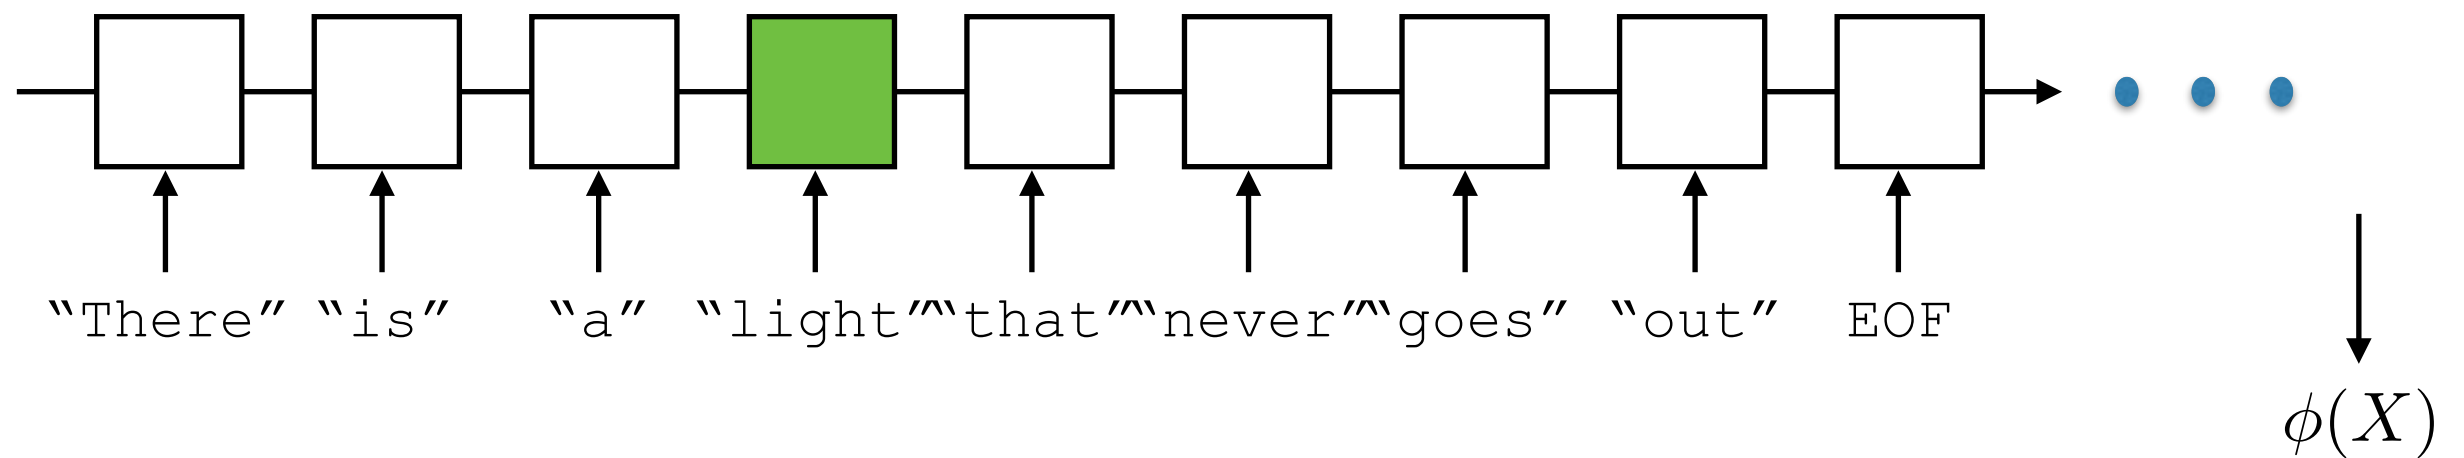 “There” “is” “a” “light” “that” “never” “goes” “out” EOF
ϕ(X)